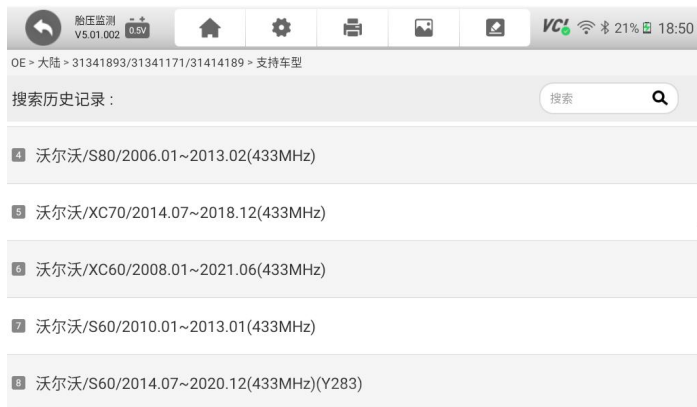 胎压监测
V5.01.002 0.5V
VCI 21% 18:50
OE > 大陆 > 31341893/31341171/31414189 > 支持车型
搜索历史记录 :
搜索
4 沃尔沃/S80/2006.01~2013.02(433MHz)
5 沃尔沃/XC70/2014.07~2018.12(433MHz)
6 沃尔沃/XC60/2008.01~2021.06(433MHz)
7 沃尔沃/S60/2010.01~2013.01(433MHz)
8 沃尔沃/S60/2014.07~2020.12(433MHz)(Y283)